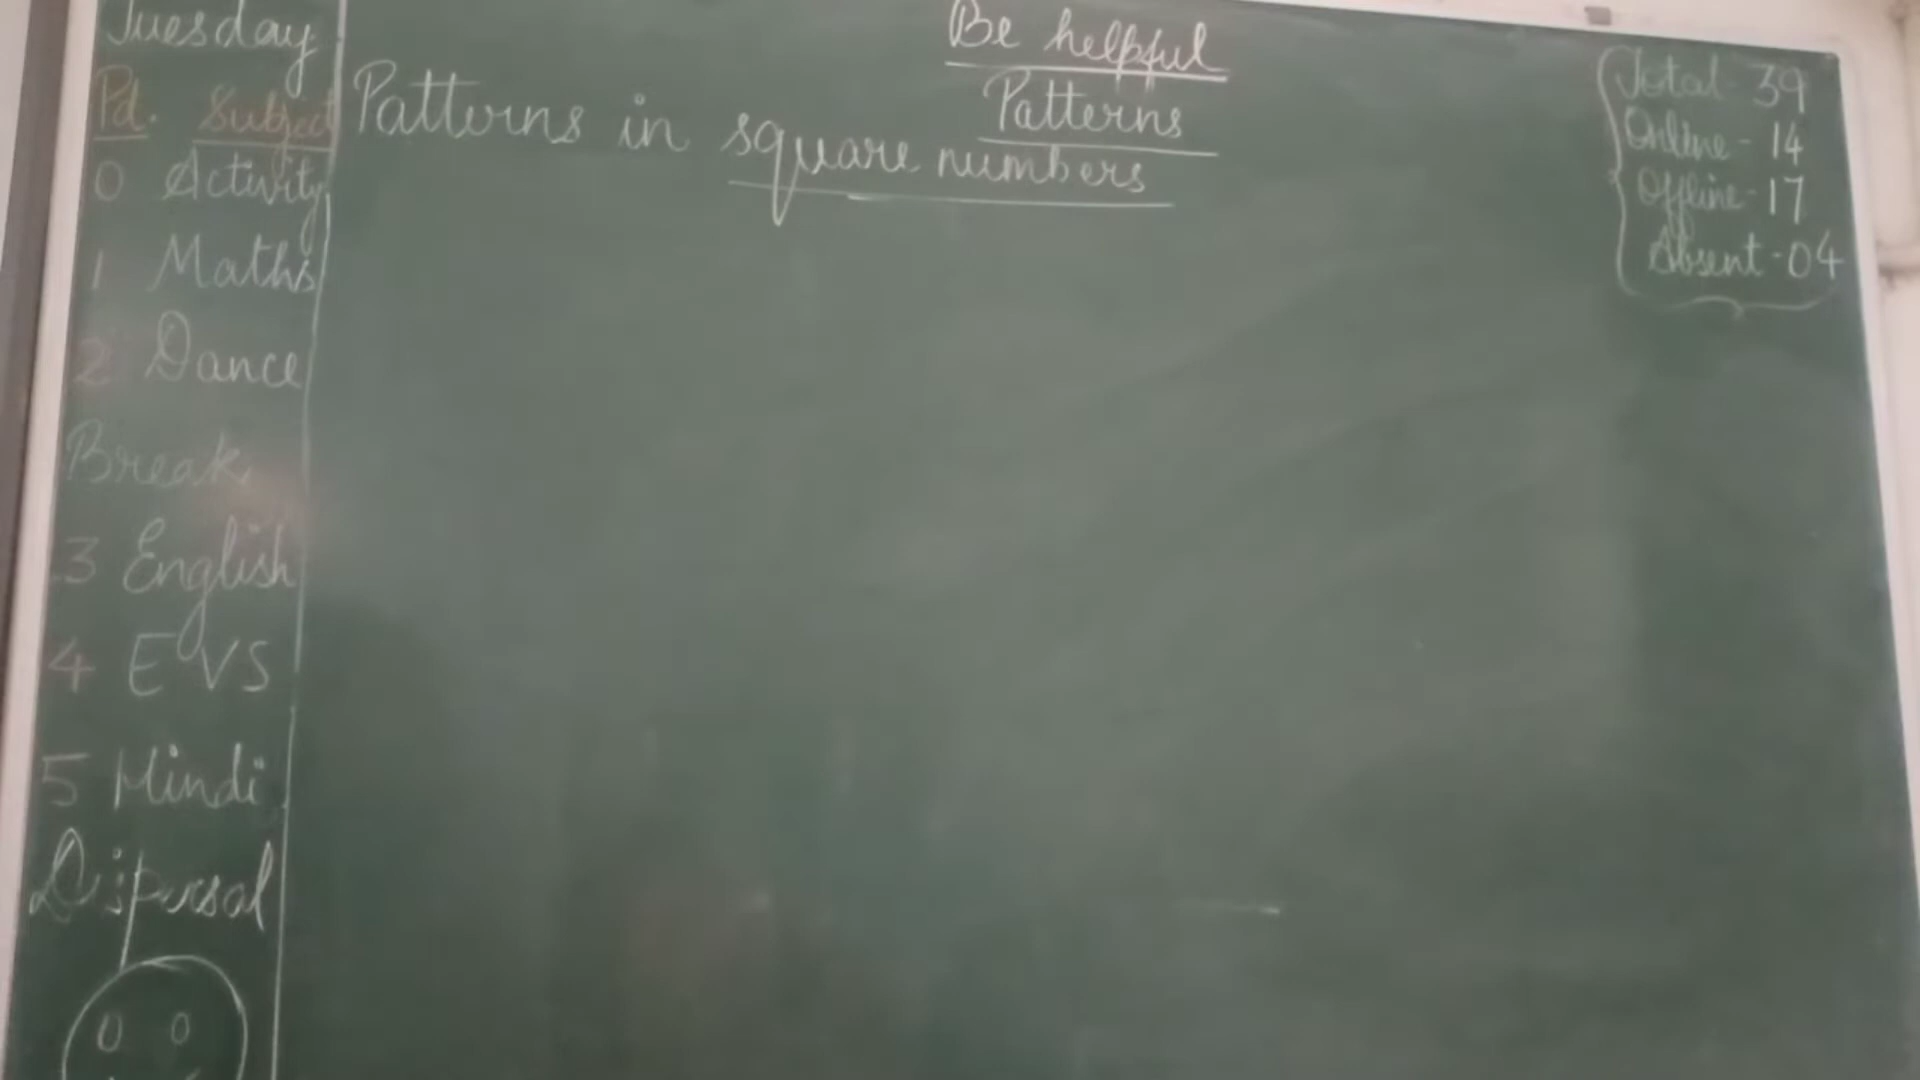 Tuesday
Pd. Subject
0 Activity
1 Maths
2 Dance
Break
3 English
4 EVS
5 Hindi
Dispersal
Be helpful
Patterns
Patterns in square numbers
Total - 39
Online - 14
Offline - 17
Absent - 04